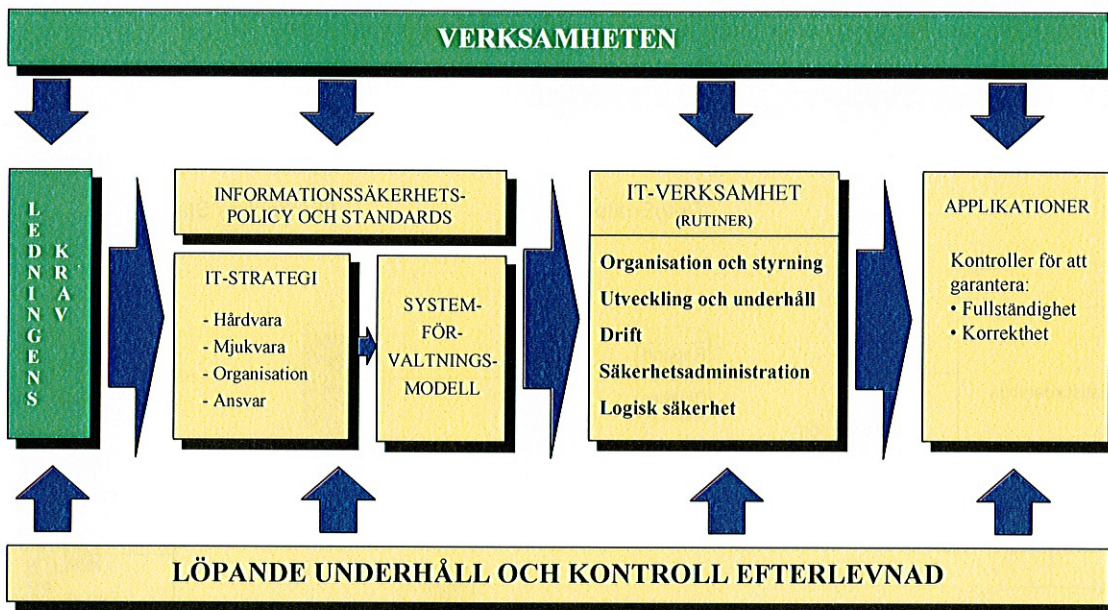 VERKSAMHETEN
LEDNINGENS
KRAV
INFORMATIONSSÄKERHETS-
POLICY OCH STANDARDS
IT-STRATEGI
- Hårdvara
- Mjukvara
- Organisation
- Ansvar
SYSTEM-
FÖR-
VALTNINGS-
MODELL
IT-VERKSAMHET
(RUTINER)
Organisation och styrning
Utveckling och underhåll
Drift
Säkerhetsadministration
Logisk säkerhet
APPLIKATIONER
Kontroller för att
garantera:
• Fullständighet
• Korrekthet
LÖPANDE UNDERHÅLL OCH KONTROLL EFTERLEVNAD